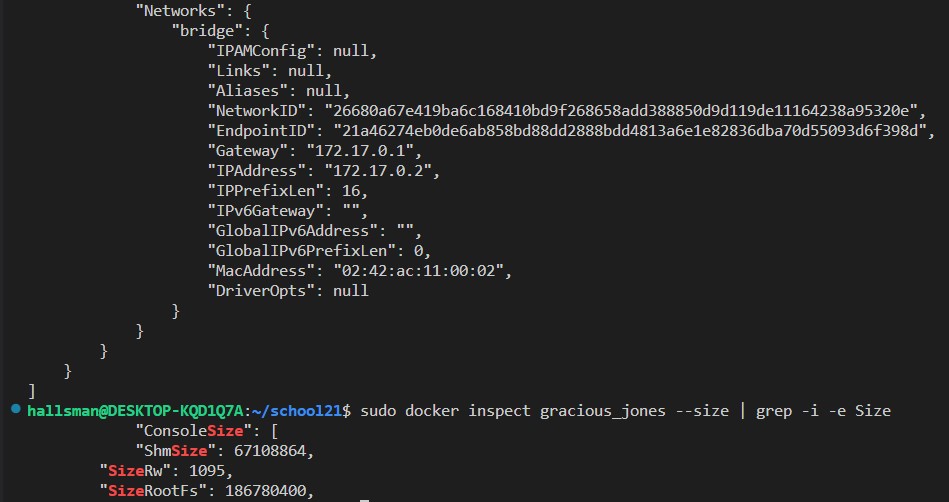 "Networks": {
"bridge": {
"IPAMConfig": null,
"Links": null,
"Aliases": null,
"NetworkID": "26680a67e419ba6c168410bd9f268658add388850d9d119de11164238a95320e",
"EndpointID": "21a46274eb0de6ab858bd88dd2888bdd4813a6e1e82836dba70d55093d6f398d",
"Gateway": "172.17.0.1",
"IPAddress": "172.17.0.2",
"IPPrefixLen": 16,
"IPv6Gateway": "",
"GlobalIPv6Address": "",
"GlobalIPv6PrefixLen": 0,
"MacAddress": "02:42:ac:11:00:02",
"DriverOpts": null
}
}
}
}
]
hallsman@DESKTOP-KQD1Q7A:~/school21$ sudo docker inspect gracious_jones --size | grep -i -e Size
"ConsoleSize": [
"ShmSize": 67108864,
"SizeRw": 1095,
"SizeRootFs": 186780400,